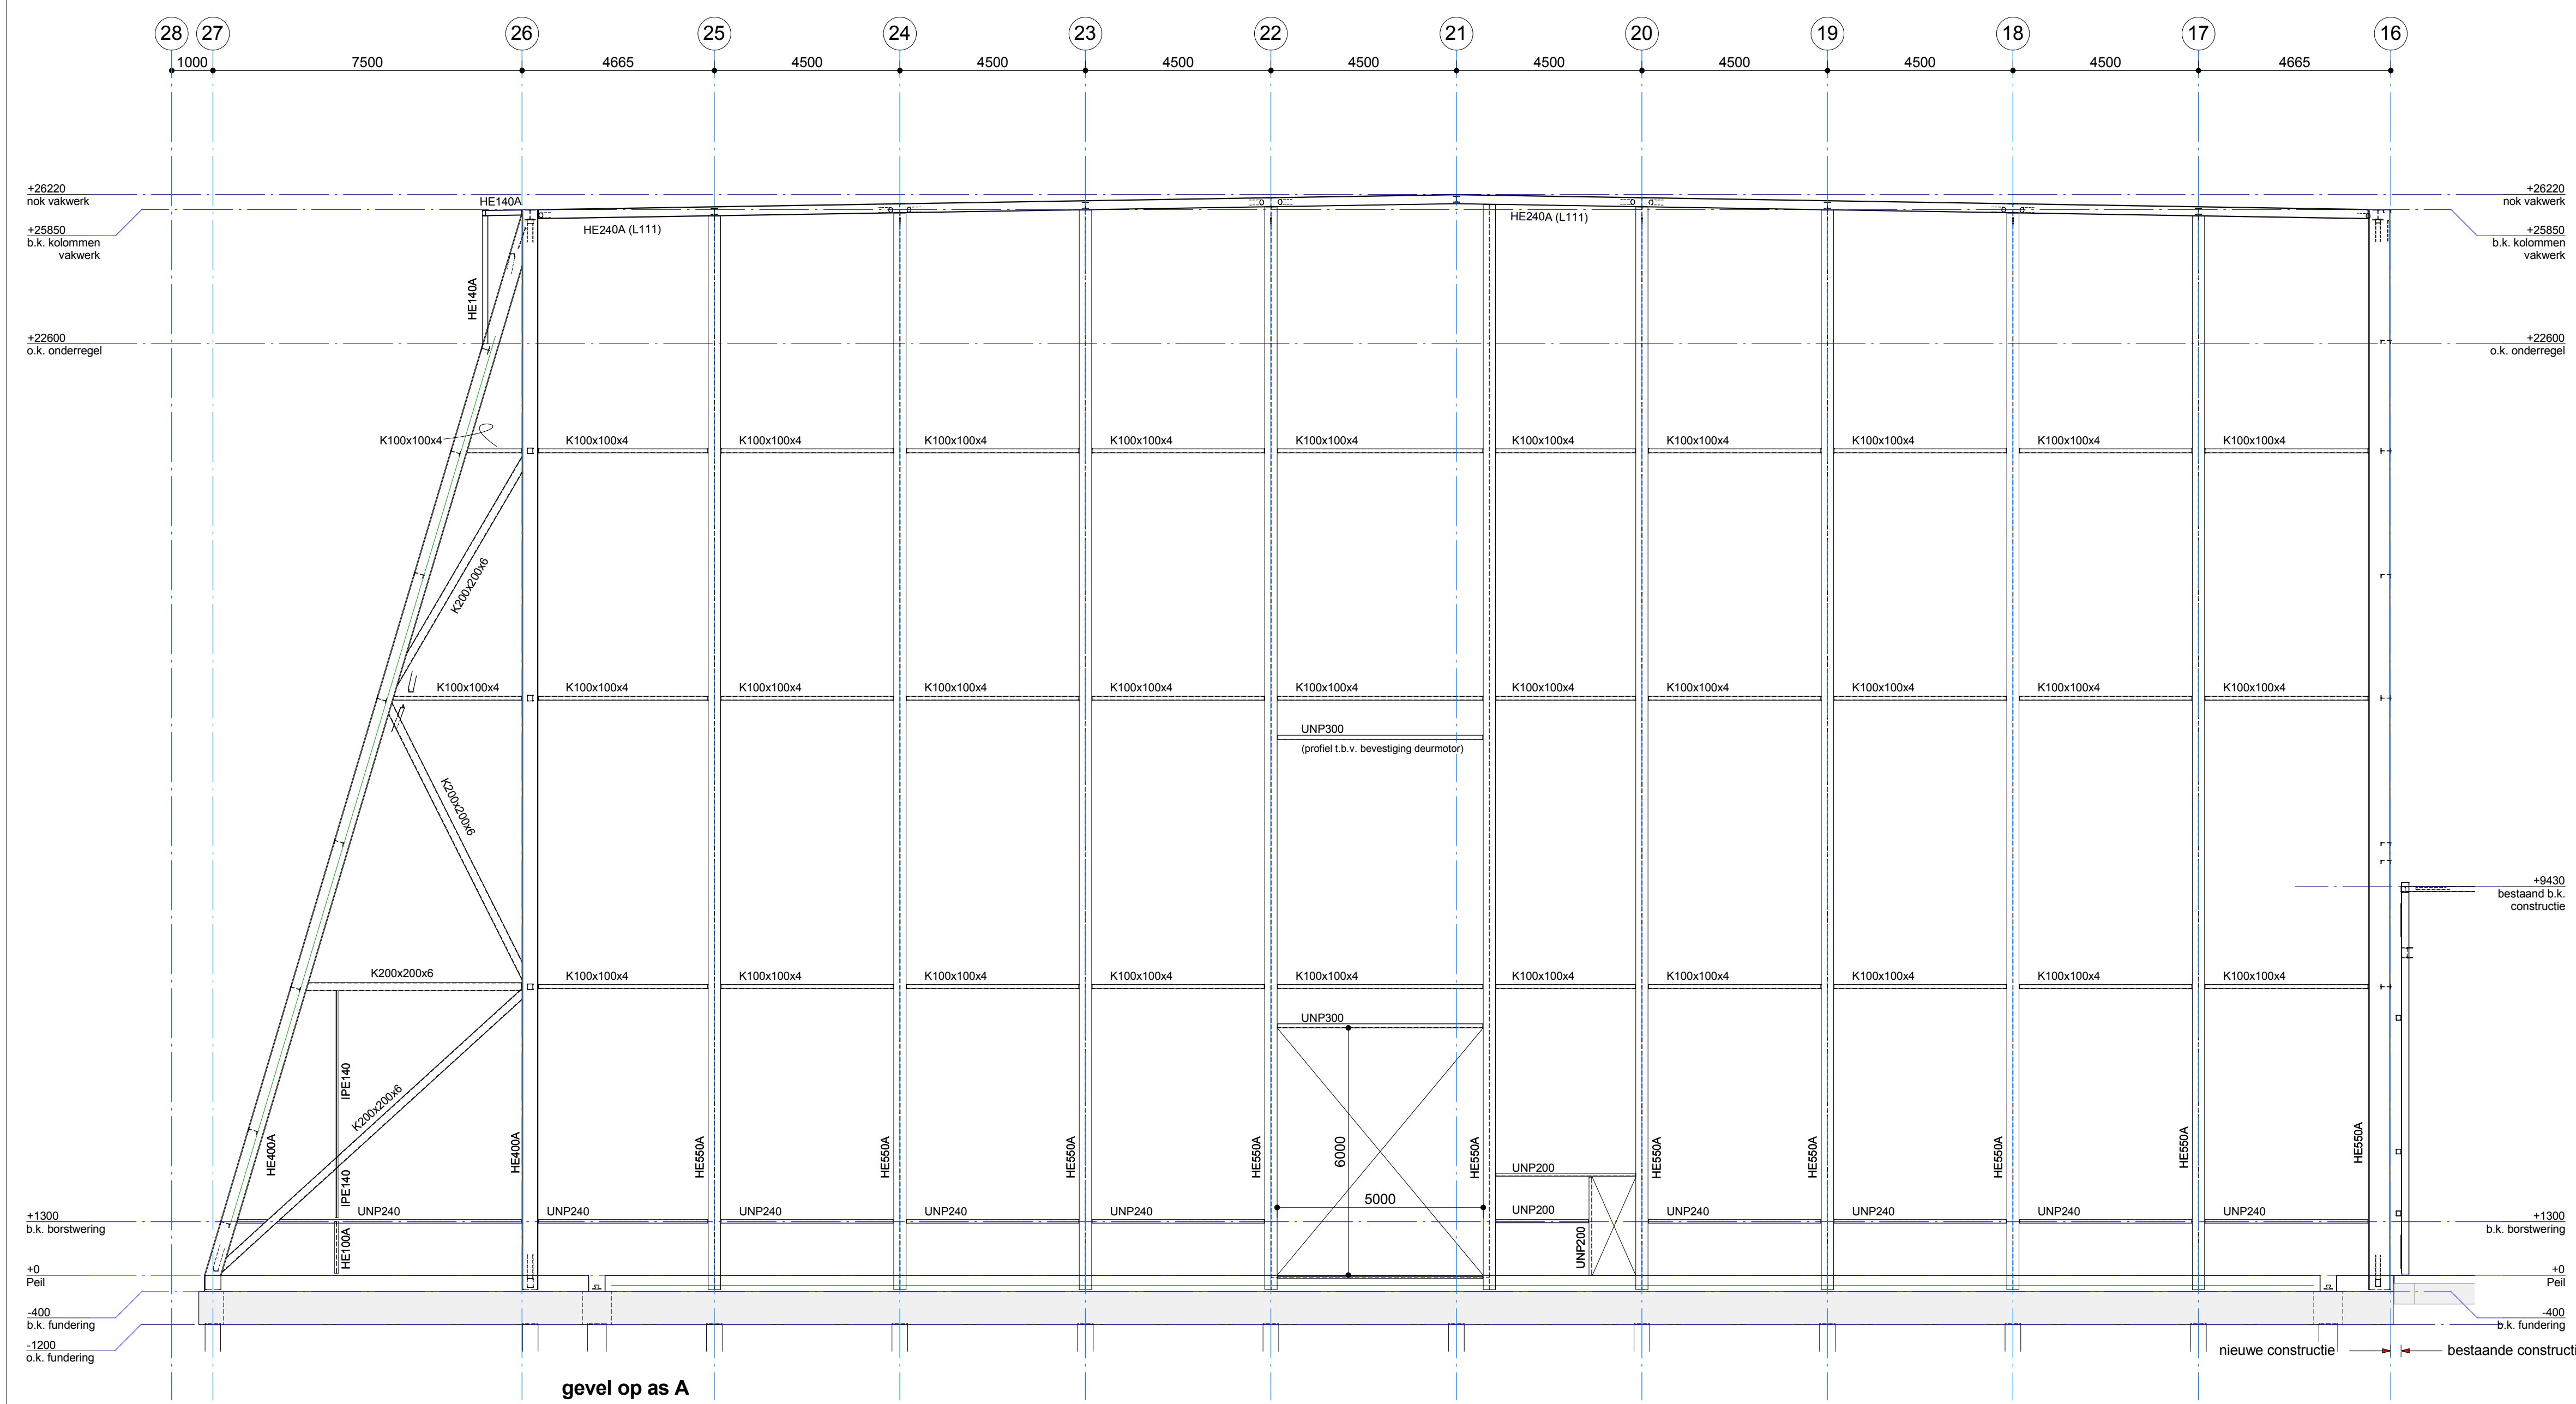 28 27 26 25 24 23 22 21 20 19 18 17 16
1000 7500 4665 4500 4500 4500 4500 4500 4500 4500 4500 4665
+26220
nok vakwerk
+25850
b.k. kolommen
vakwerk
+22600
o.k. onderregel
+1300
b.k. borstwering
+0
Peil
-400
b.k. fundering
-1200
o.k. fundering
HE140A
HE140A
HE240A (L111)
HE240A (L111)
K100x100x4 K100x100x4 K100x100x4 K100x100x4 K100x100x4 K100x100x4 K100x100x4 K100x100x4 K100x100x4 K100x100x4 K100x100x4
K200x200x6
K100x100x4 K100x100x4 K100x100x4 K100x100x4 K100x100x4 K100x100x4 K100x100x4 K100x100x4 K100x100x4 K100x100x4 K100x100x4
UNP300
(profiel t.b.v. bevestiging deurmotor)
K200x200x6
K200x200x6 K100x100x4 K100x100x4 K100x100x4 K100x100x4 K100x100x4 K100x100x4 K100x100x4 K100x100x4 K100x100x4 K100x100x4
UNP300
IPE140
K200x200x6
HE400A HE400A HE550A HE550A HE550A HE550A HE550A HE550A HE550A HE550A HE550A HE550A
6000
5000
IPE140
UNP200
UNP240 UNP240 UNP240 UNP240 UNP240 UNP200 UNP240 UNP240 UNP240 UNP240
HE100A
UNP200
+26220
nok vakwerk
+25850
b.k. kolommen
vakwerk
+22600
o.k. onderregel
+9430
bestaand b.k.
constructie
+1300
b.k. borstwering
+0
Peil
-400
b.k. fundering
nieuwe constructie bestaande constructi
gevel op as A